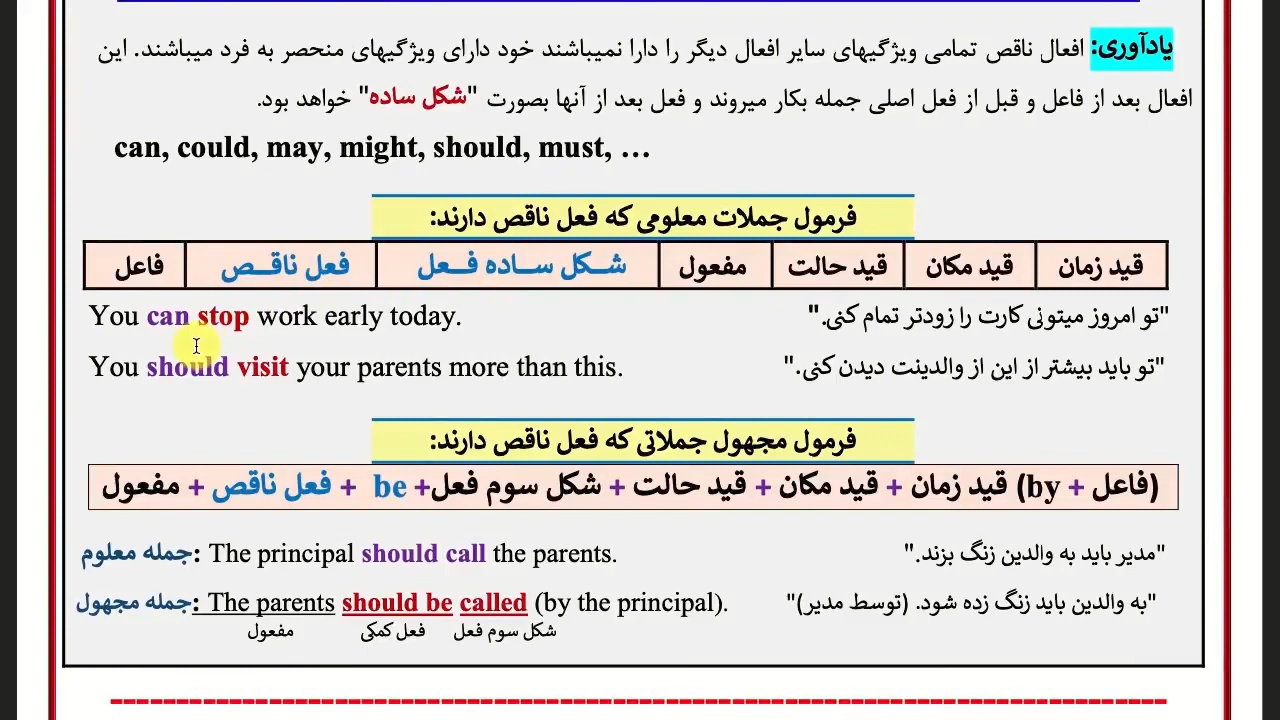 یادآوری: افعال ناقص تمامی ویژگیهای سایر افعال دیگر را دارا نمیباشند خود دارای ویژگیهای منحصر به فرد میباشند. این
افعال بعد از فاعل و قبل از فعل اصلی جمله بکار میروند و فعل بعد از آنها بصورت "شکل ساده" خواهد بود.
can, could, may, might, should, must, …
فرمول جملات معلومی که فعل ناقص دارند:
فاعل فعل ناقـص شـکل سـاده فـعل مفعول قید حالت قید مکان قید زمان
You can stop work early today. "تو امروز میتونی کارت را زودتر تمام کنی."
You should visit your parents more than this. "تو باید بیشتر از این از والدینت دیدن کنی."
فرمول مجهول جملاتی که فعل ناقص دارند:
مفعول + فعل ناقص + be +شکل سوم فعل + قید حالت + قید مکان + قید زمان (by + فاعل)
جمله معلوم: The principal should call the parents. "مدیر باید به والدین زنگ بزند."
جمله مجهول: The parents should be called (by the principal). "به والدین باید زنگ زده شود. (توسط مدیر)"
مفعول فعل کمکی شکل سوم فعل